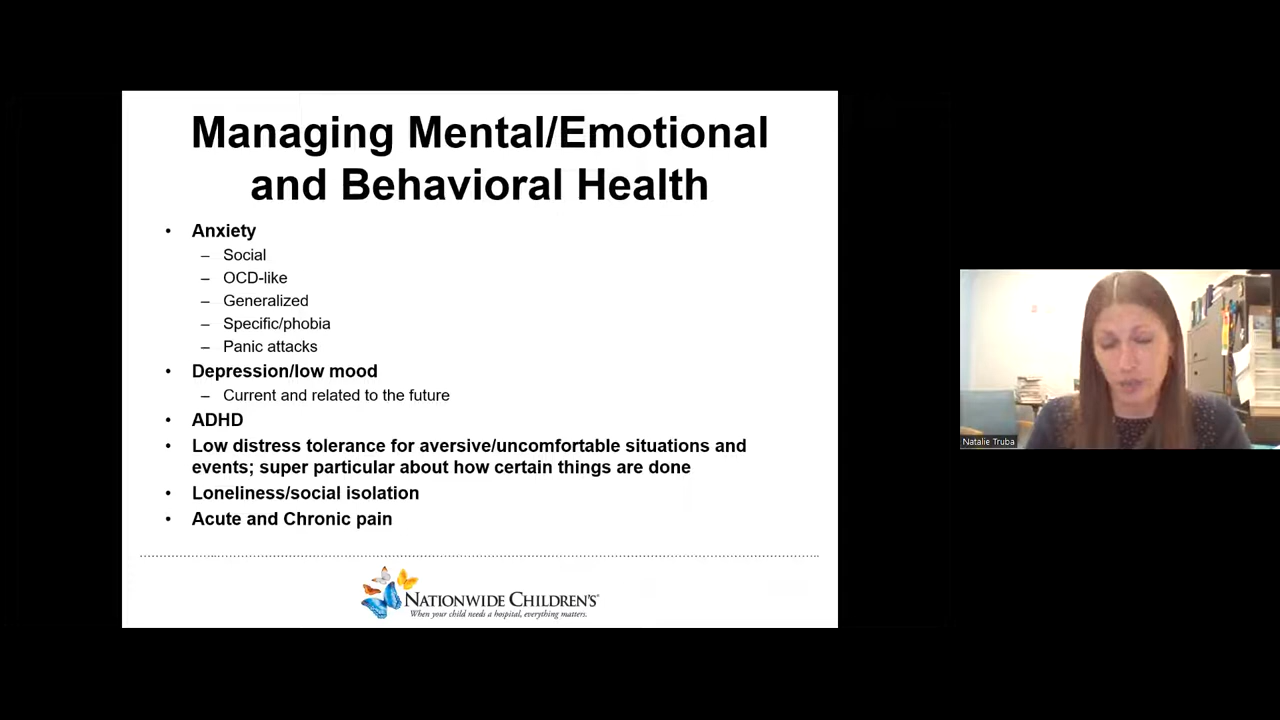 Managing Mental/Emotional
and Behavioral Health
• Anxiety
– Social
– OCD-like
– Generalized
– Specific/phobia
– Panic attacks
• Depression/low mood
– Current and related to the future
• ADHD
• Low distress tolerance for aversive/uncomfortable situations and
events; super particular about how certain things are done
• Loneliness/social isolation
• Acute and Chronic pain
NATIONWIDE CHILDREN'S®
When your child needs a hospital, everything matters.
Natalie Truba